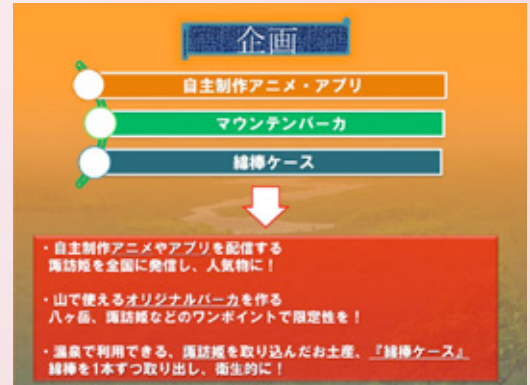 企画
自主制作アニメ・アプリ
マウンテンパーカ
綿棒ケース
・自主制作アニメやアプリを配信する
諏訪姫を全国に発信し、人気物に！
・山で使えるオリジナルパーカを作る
八ヶ岳、諏訪姫などのワンポイントで限定性を！
・温泉で利用できる、諏訪姫を取り込んだお土産、『綿棒ケース』
綿棒を1本ずつ取り出し、衛生的に！